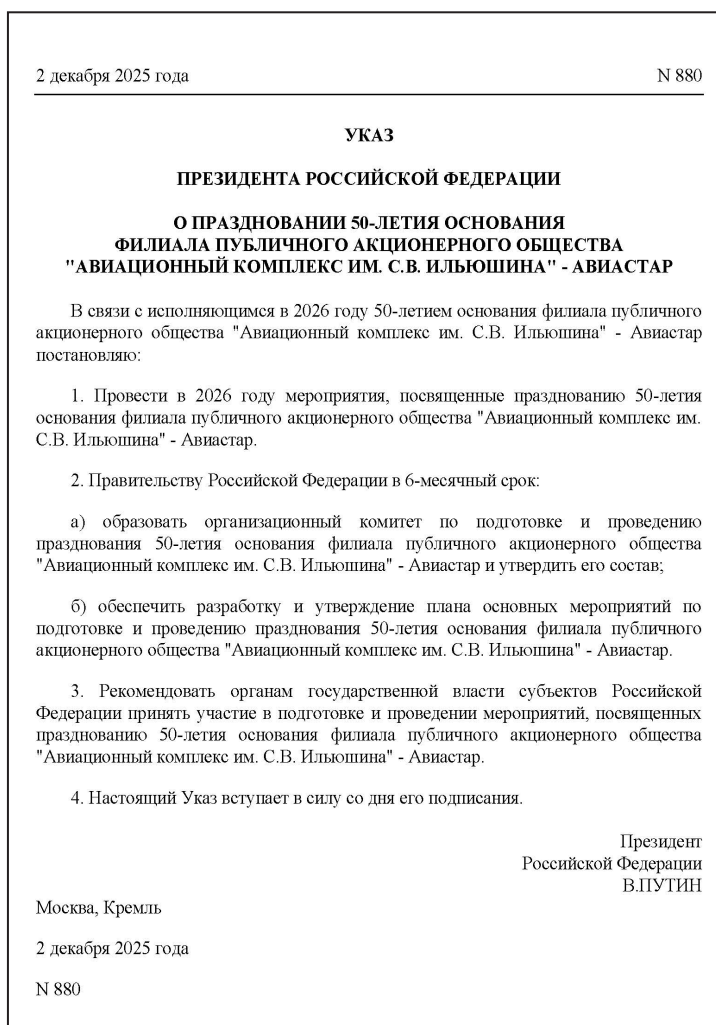 2 декабря 2025 года N 880
УКАЗ
ПРЕЗИДЕНТА РОССИЙСКОЙ ФЕДЕРАЦИИ
О ПРАЗДНОВАНИИ 50-ЛЕТИЯ ОСНОВАНИЯ
ФИЛИАЛА ПУБЛИЧНОГО АКЦИОНЕРНОГО ОБЩЕСТВА
"АВИАЦИОННЫЙ КОМПЛЕКС ИМ. С.В. ИЛЬЮШИНА" - АВИАСТАР
В связи с исполняющимся в 2026 году 50-летием основания филиала публичного
акционерного общества "Авиационный комплекс им. С.В. Ильюшина" - Авиастар
постановляю:
1. Провести в 2026 году мероприятия, посвященные празднованию 50-летия
основания филиала публичного акционерного общества "Авиационный комплекс им.
С.В. Ильюшина" - Авиастар.
2. Правительству Российской Федерации в 6-месячный срок:
а) образовать организационный комитет по подготовке и проведению
празднования 50-летия основания филиала публичного акционерного общества
"Авиационный комплекс им. С.В. Ильюшина" - Авиастар и утвердить его состав;
б) обеспечить разработку и утверждение плана основных мероприятий по
подготовке и проведению празднования 50-летия основания филиала публичного
акционерного общества "Авиационный комплекс им. С.В. Ильюшина" - Авиастар.
3. Рекомендовать органам государственной власти субъектов Российской
Федерации принять участие в подготовке и проведении мероприятий, посвященных
празднованию 50-летия основания филиала публичного акционерного общества
"Авиационный комплекс им. С.В. Ильюшина" - Авиастар.
4. Настоящий Указ вступает в силу со дня его подписания.
Президент
Российской Федерации
В.ПУТИН
Москва, Кремль
2 декабря 2025 года
N 880